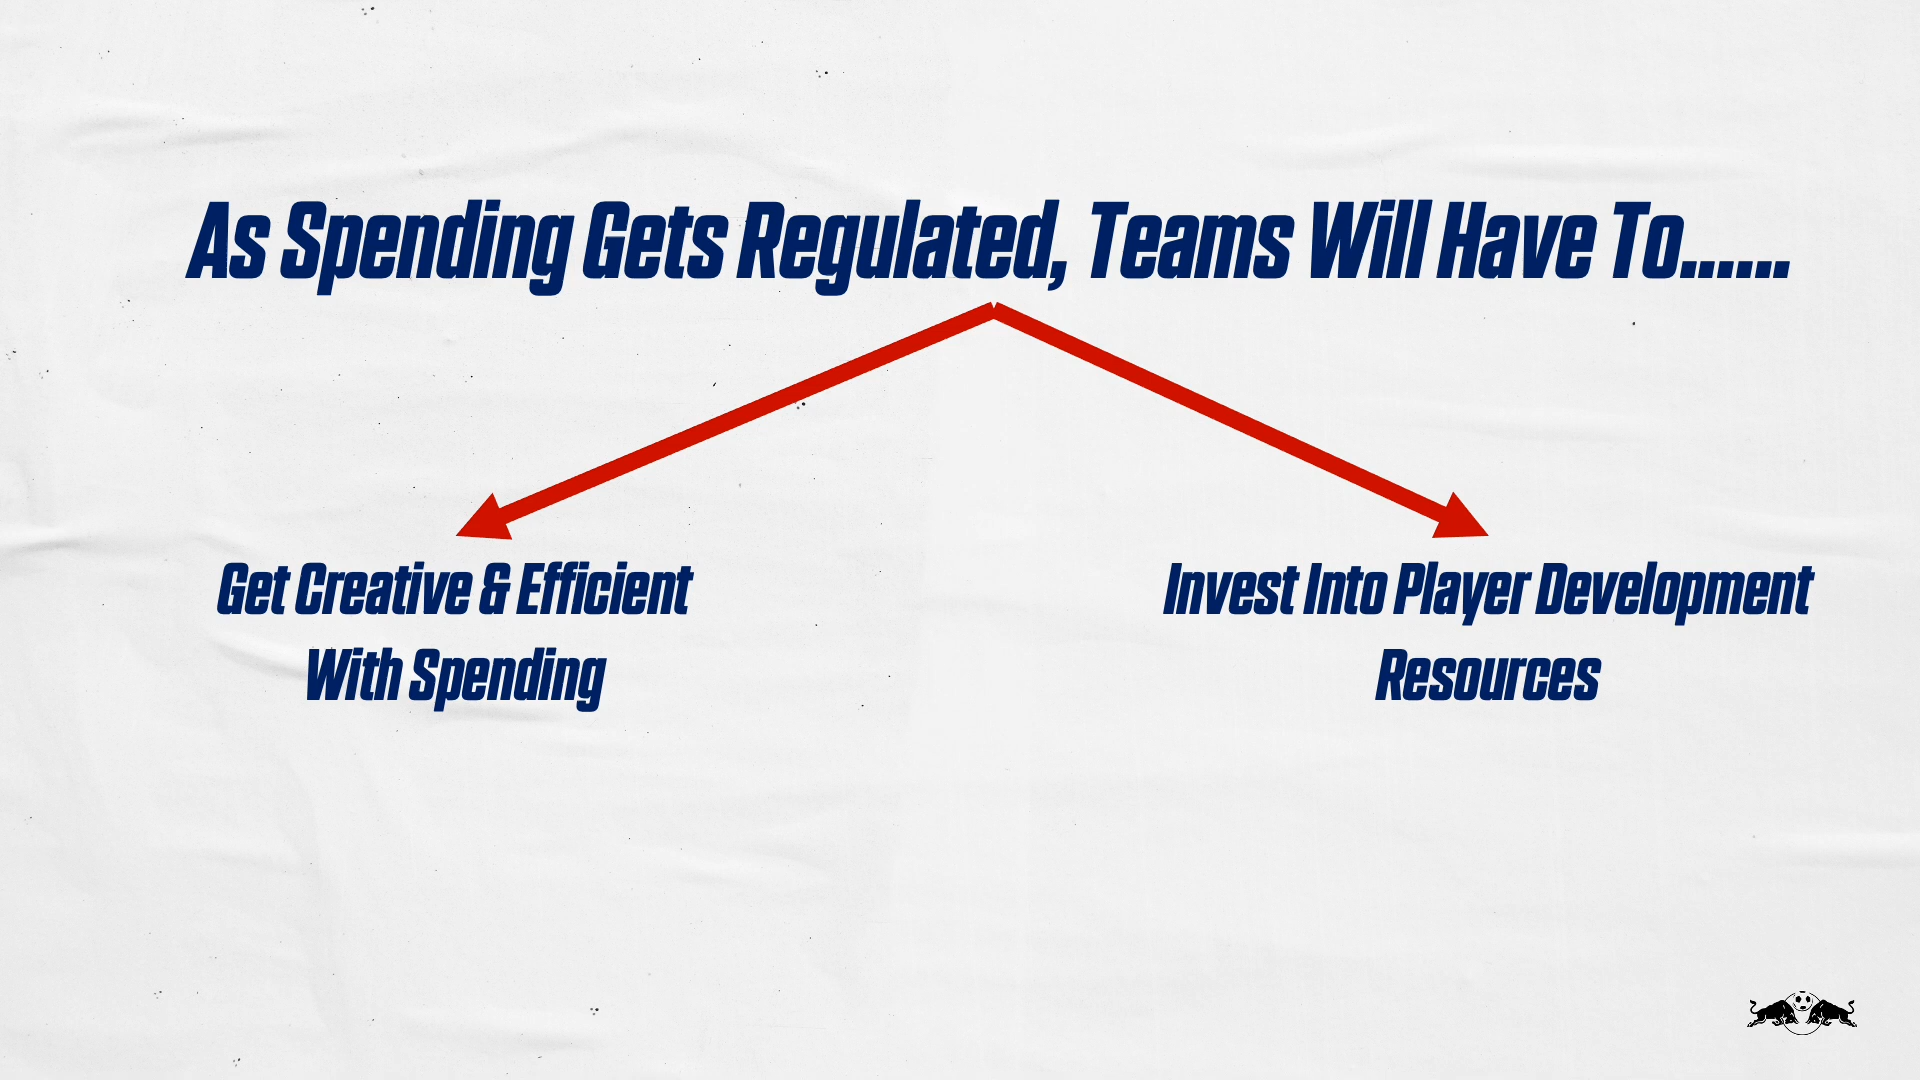 As Spending Gets Regulated, Teams Will Have To......
Get Creative & Efficient
With Spending
Invest Into Player Development
Resources